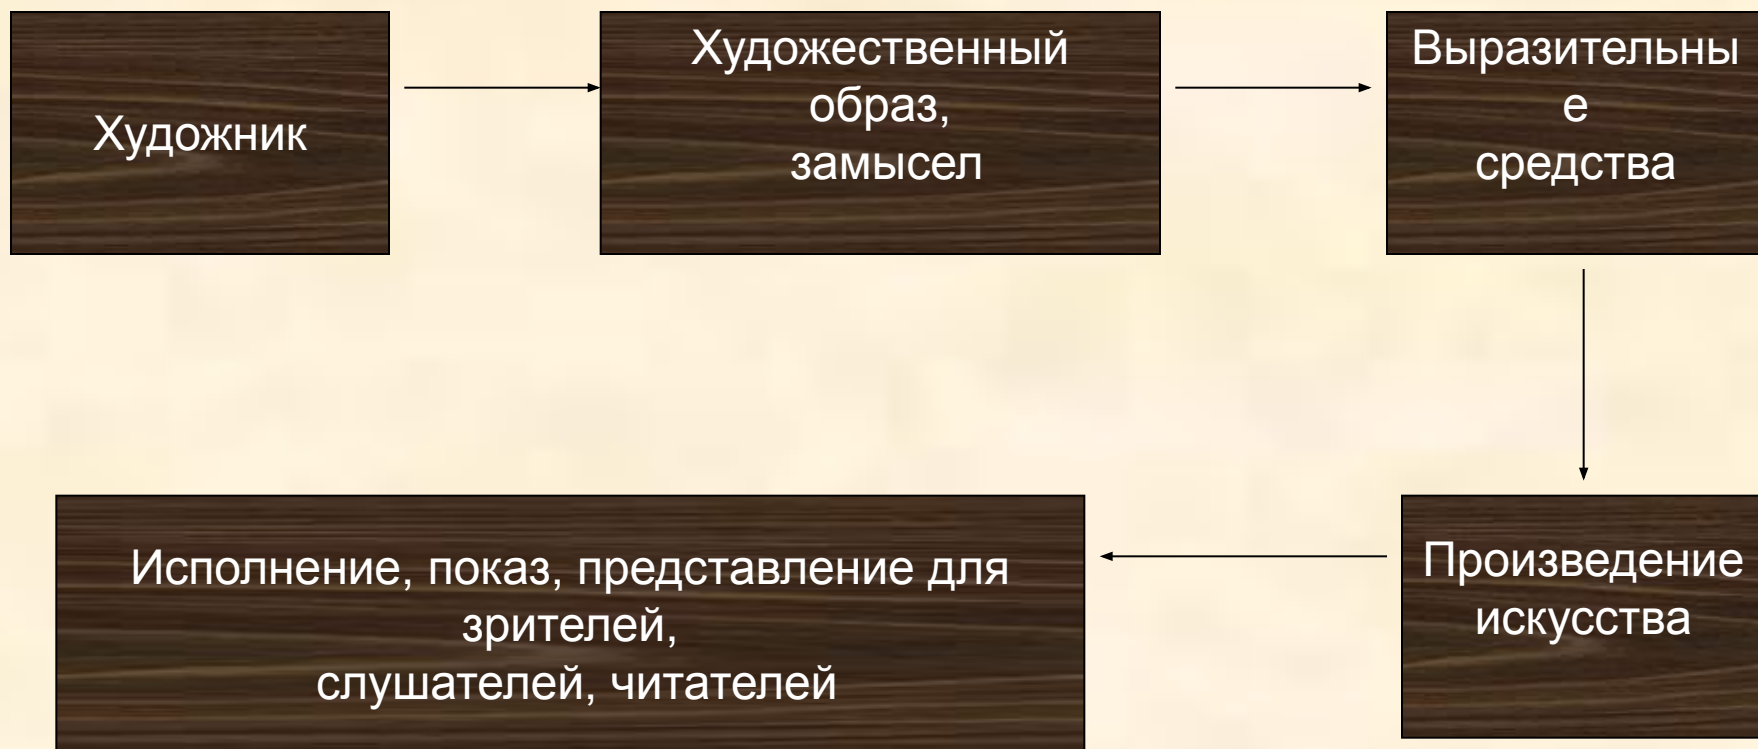 Художник
Художественный
образ,
замысел
Выразительны
е
средства
Произведение
искусства
Исполнение, показ, представление для
зрителей,
слушателей, читателей